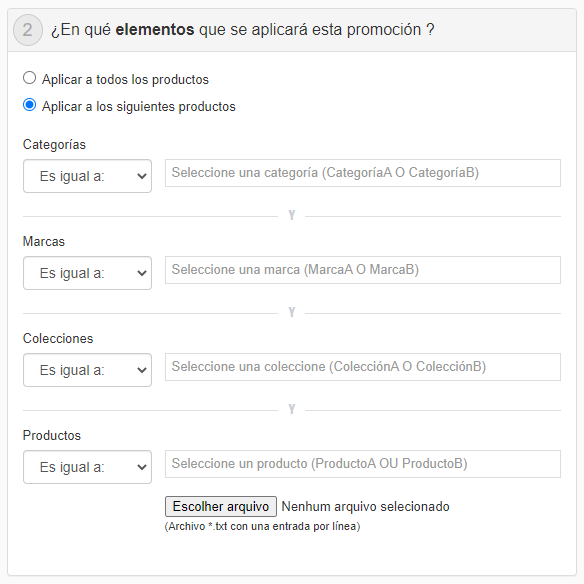 2 ¿En qué elementos que se aplicará esta promoción ?
Aplicar a todos los productos
Aplicar a los siguientes productos
Categorías
Es igual a: Seleccione una categoría (CategoríaA O CategoríaB)
Y
Marcas
Es igual a: Seleccione una marca (MarcaA O MarcaB)
Y
Colecciones
Es igual a: Seleccione una coleccione (ColecciónA O ColecciónB)
Y
Productos
Es igual a: Seleccione un producto (ProductoA OU ProductoB)
Escolher arquivo Nenhum arquivo selecionado
(Archivo *.txt con una entrada por línea)